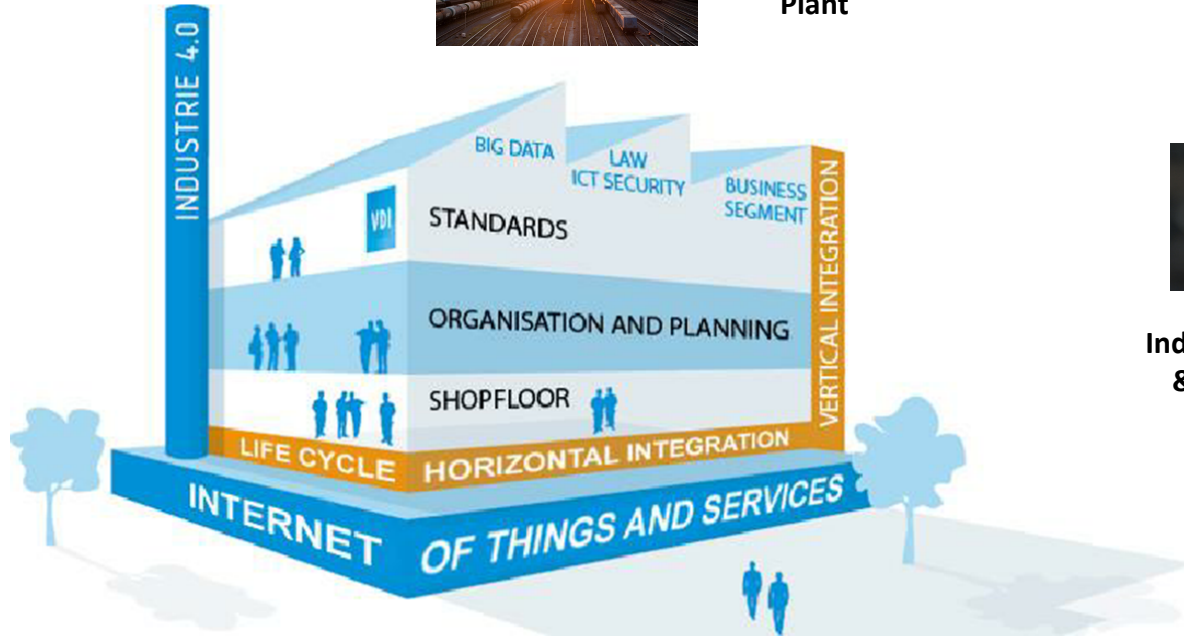 Plant
INDUSTRIE 4.0
BIG DATA
LAW
ICT SECURITY
BUSINESS
SEGMENT
VDI
STANDARDS
ORGANISATION AND PLANNING
SHOPFLOOR
VERTICAL INTEGRATION
LIFE CYCLE
HORIZONTAL INTEGRATION
INTERNET
OF THINGS AND SERVICES
&